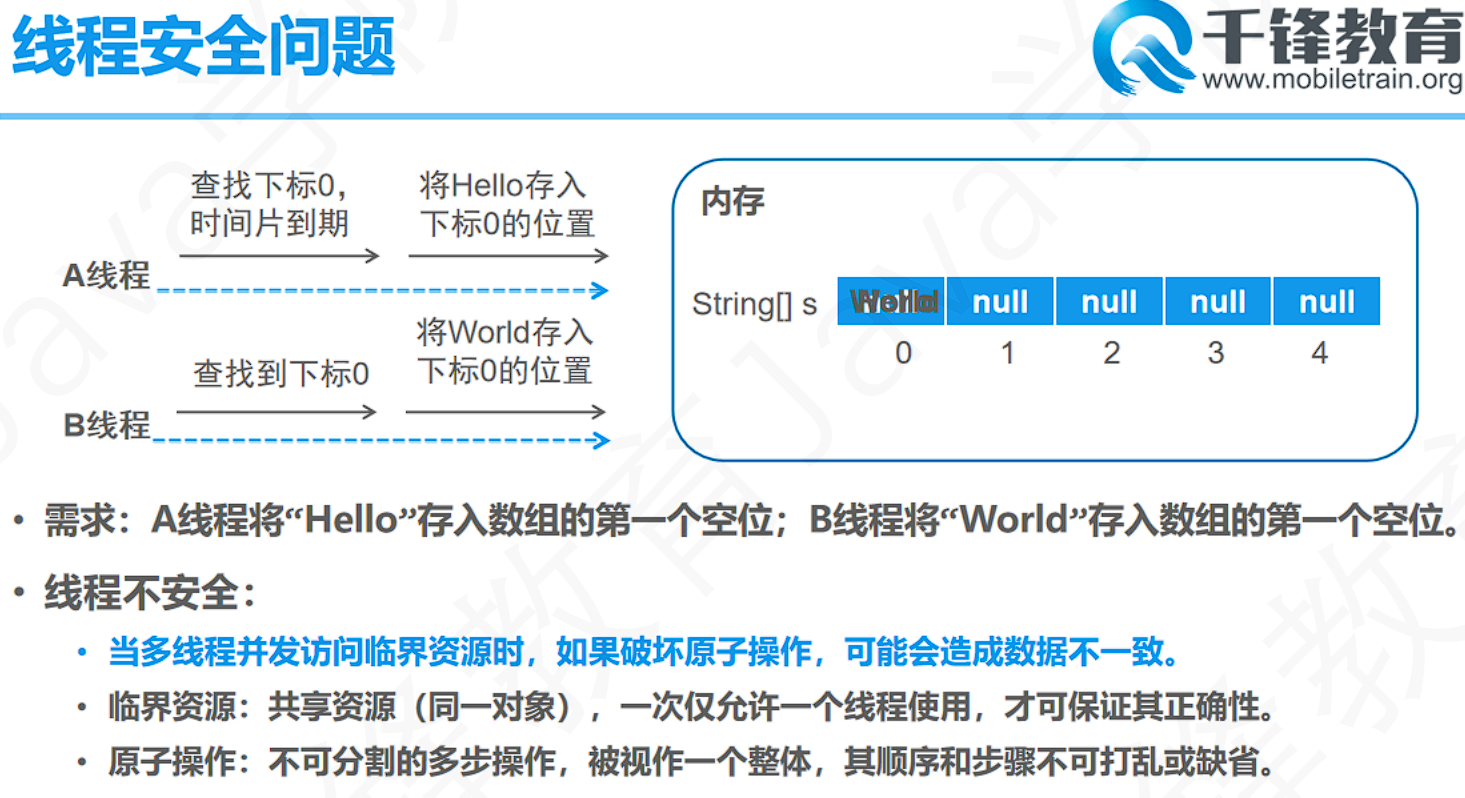 线程安全问题
千锋教育
www.mobiletrain.org
查找下标0，
时间片到期
将Hello存入
下标0的位置
A线程
查找到下标0
将World存入
下标0的位置
B线程
内存
String[] s
World
null
null
null
null
0
1
2
3
4
• 需求：A线程将“Hello”存入数组的第一个空位；B线程将“World”存入数组的第一个空位。
• 线程不安全：
• 当多线程并发访问临界资源时，如果破坏原子操作，可能会造成数据不一致。
• 临界资源：共享资源（同一对象），一次仅允许一个线程使用，才可保证其正确性。
• 原子操作：不可分割的多步操作，被视作一个整体，其顺序和步骤不可打乱或缺省。